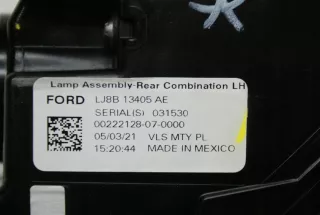 Lamp Assembly-Rear Combination LH
FORD LJ8B 13405 AE
SERIAL(S) 031530
00222128-07-0000
05/03/21 VLS MTY PL
15:20:44 MADE IN MEXICO